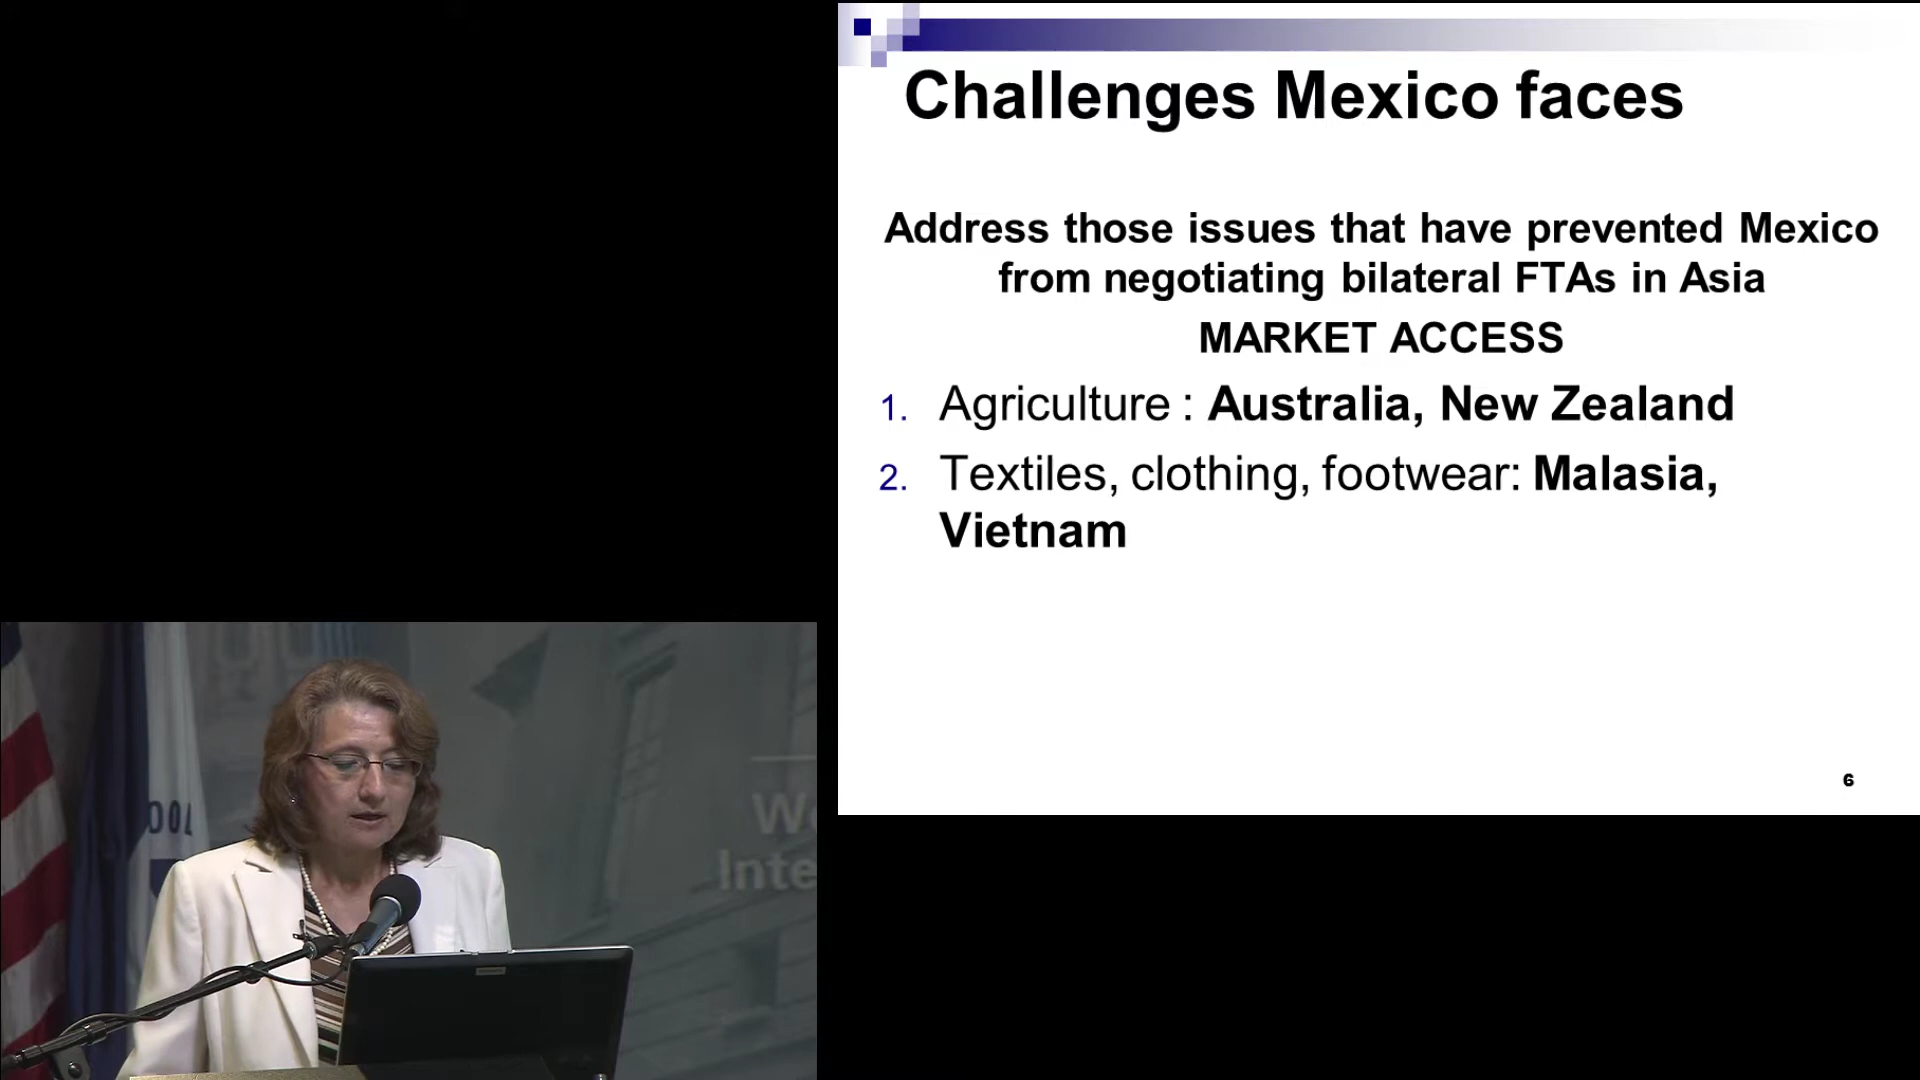 Challenges Mexico faces
Address those issues that have prevented Mexico
from negotiating bilateral FTAs in Asia
MARKET ACCESS
1. Agriculture : Australia, New Zealand
2. Textiles, clothing, footwear: Malasia,
Vietnam
6